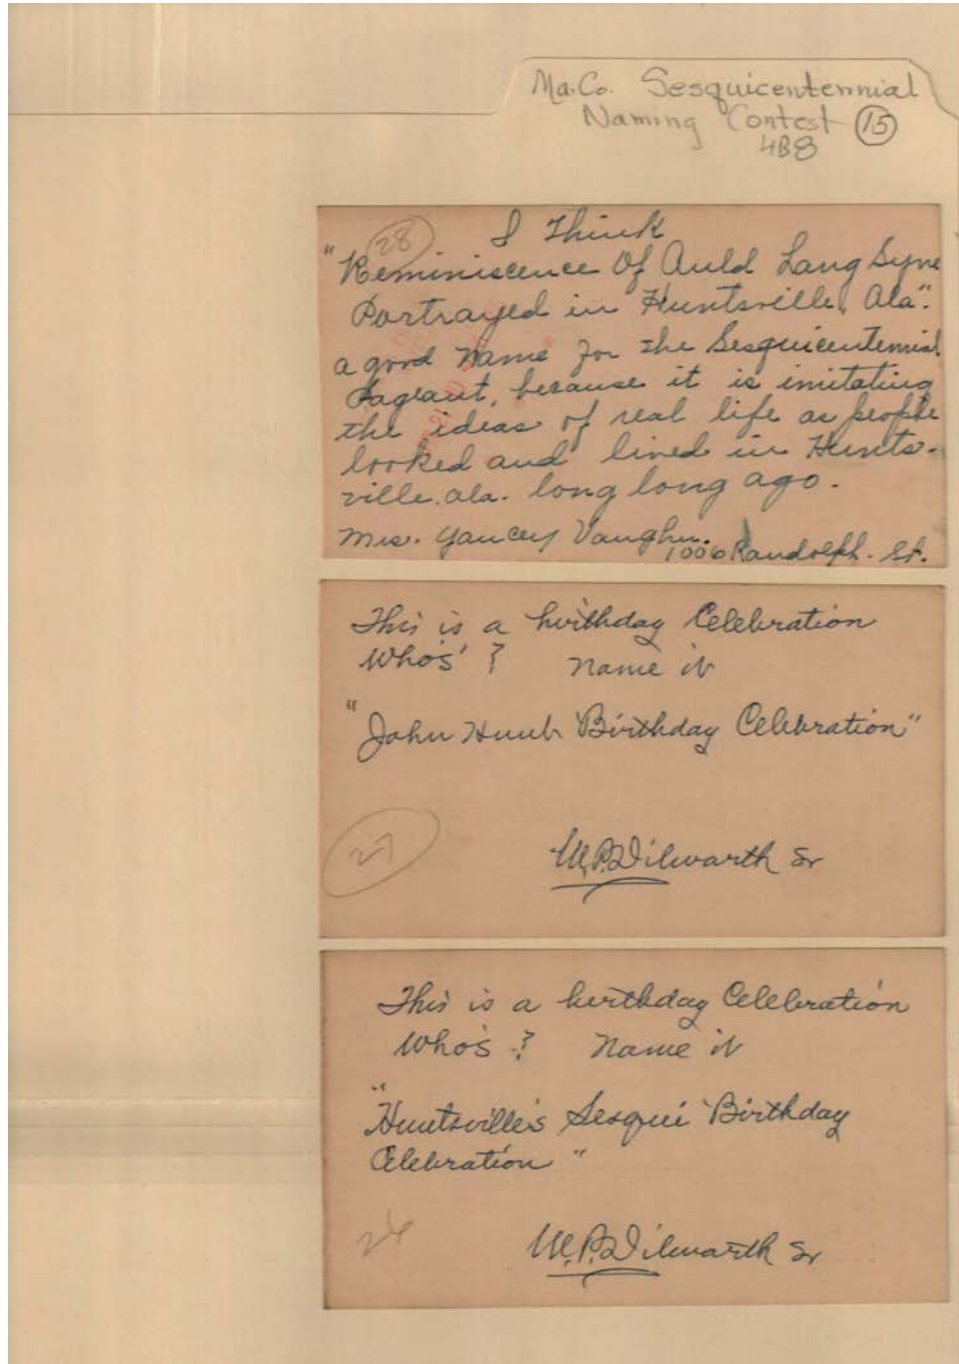 Ma.Co. Sesquicentennial
Naming Contest 15
4B8
28
I Think
"Reminiscence Of Auld Lang Syne
Portrayed in Huntsville, Ala".
a good name for the Sesquicentennial
Pageant, because it is imitating
the ideas of real life as people
looked and lived in Hunts-
ville. ala. long long ago.
Mrs. Yancey Vaughn.
1006 Randolph. St.
This is a birthday Celebration
Who's' ? Name it
"John Hunt Birthday Celebration"
27
W.P. Dilworth Sr
This is a birthday Celebration
Who's ? Name it
"Huntsville's Sesqui Birthday
Celebration"
26
W.P. Dilworth Sr